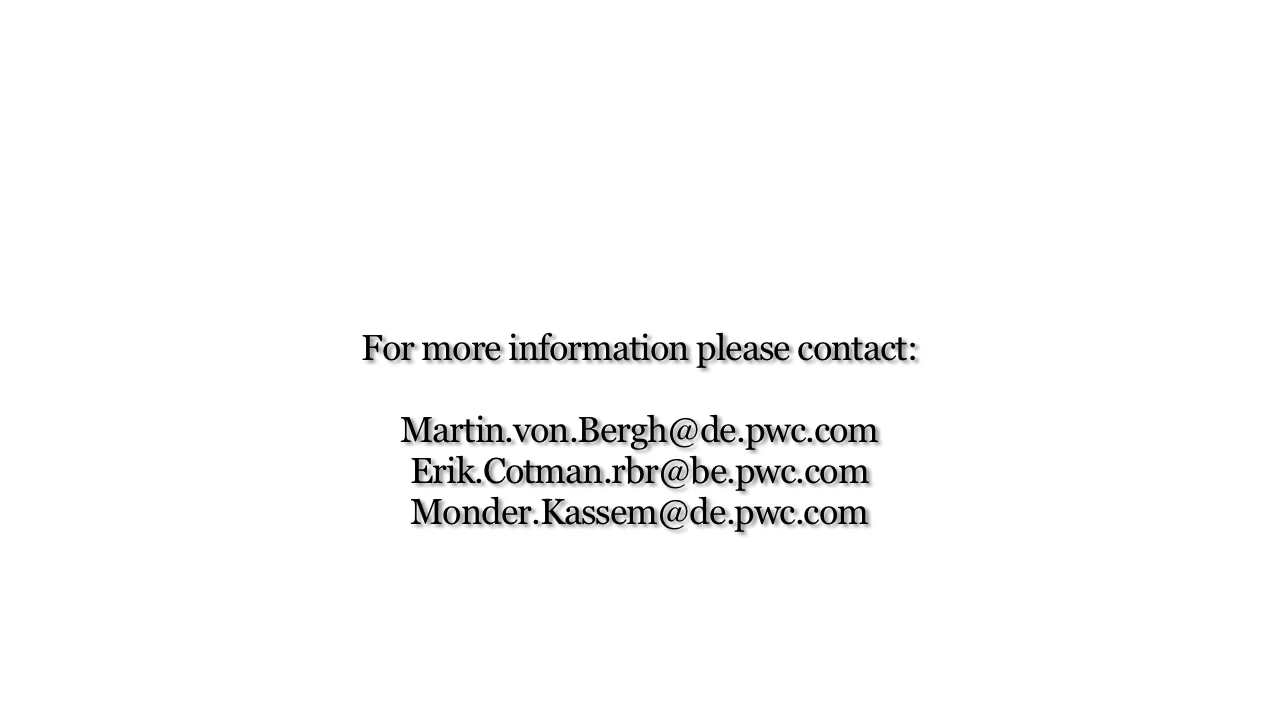 For more information please contact:
Martin.von.Bergh@de.pwc.com
Erik.Cotman.rbr@be.pwc.com
Monder.Kassem@de.pwc.com